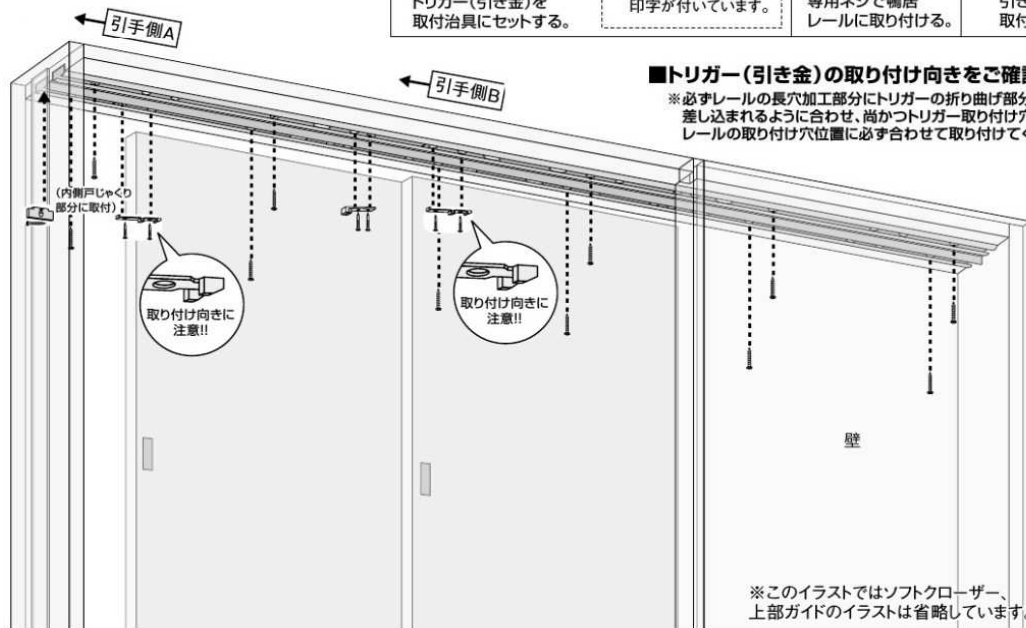 トリガー(引き金)を
取付治具にセットする。
印字が付いています。
専用ネジで鴨居
レールに取り付ける。
引き
取付
引手側A
引手側B
■トリガー(引き金)の取り付け向きをご確認
※必ずレールの長穴加工部分にトリガーの折り曲げ部分
差し込まれるように合わせ、尚かつトリガー取り付け穴
レールの取り付け穴位置に必ず合わせて取り付けてく
(内側戸じゃくり
部分に取付)
取り付け向きに
注意!!
取り付け向きに
注意!!
壁
※このイラストではソフトクローザー、
上部ガイドのイラストは省略しています。